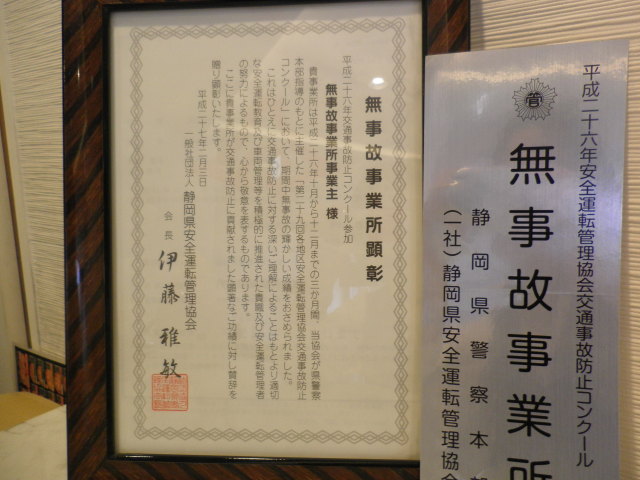 無事故事業所顕彰
平成二十六年交通事故防止コンクール参加
無事故事業所事業主 様
貴事業所は平成二十六年十月から十二月までの三か月間、当協会が県警察
本部指導のもとに主催した「第二十九回各地区安全運転管理協会交通事故防止
コンクール」において、期間中無事故の輝かしい成績をおさめられました。
これはひとえに交通事故防止に対する深いご理解によることはもとより適切
な安全運転教育及び車両管理等を積極的に推進された貴職及び安全運転管理者
の努力によるもので、心から敬意を表するものであります。
ここに貴事業所が交通事故防止に貢献されました顕著なご功績に対し賛辞を
贈り顕彰いたします。
平成二十七年二月三日
一般社団法人 静岡県安全運転管理協会
会長 伊藤雅敏
平成二十六年安全運転管理協会交通事故防止コンクール
管
無事故事業所
静岡県警察本部
(一社)静岡県安全運転管理協会